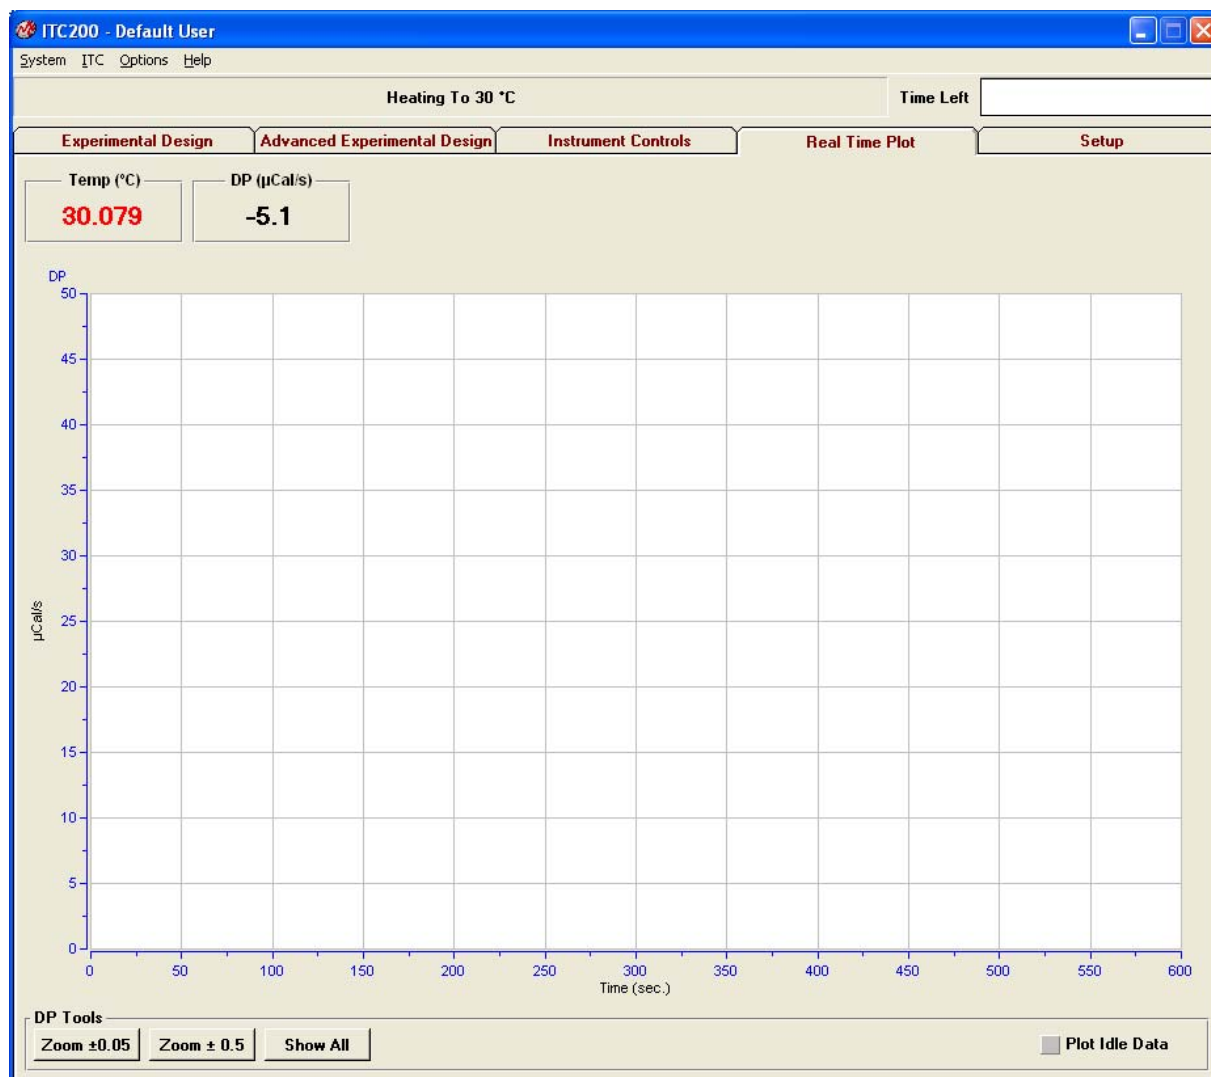 ITC200 - Default User
System ITC Options Help
Heating To 30 °C Time Left
Experimental Design Advanced Experimental Design Instrument Controls Real Time Plot Setup
Temp (°C) DP (µCal/s)
30.079 -5.1
DP
50
45
40
35
30
25
20
15
10
5
0
µCal/s
0 50 100 150 200 250 300 350 400 450 500 550 600
Time (sec.)
DP Tools
Zoom ±0.05 Zoom ± 0.5 Show All Plot Idle Data